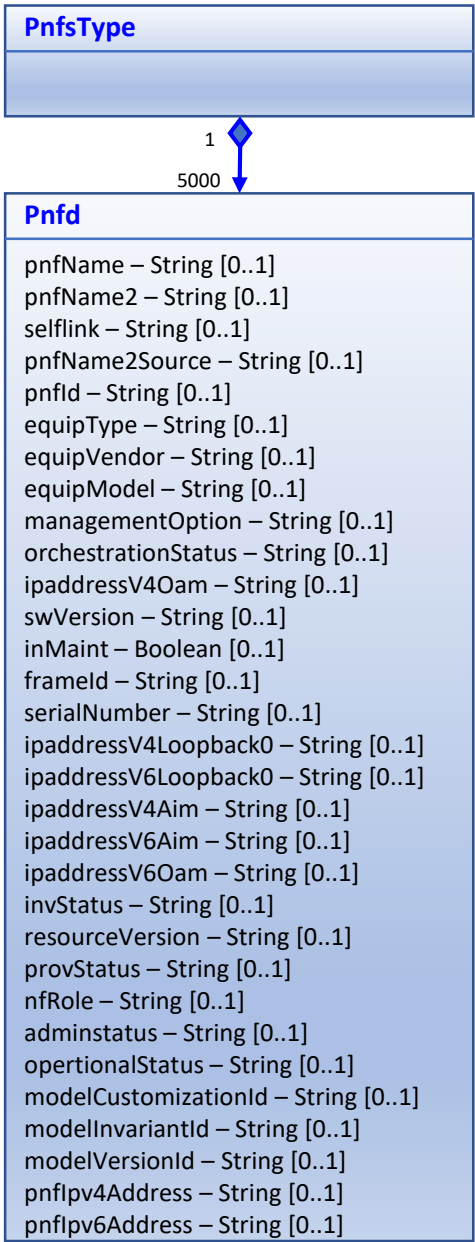 PnfsType
1
5000
Pnfd
pnfName – String [0..1]
pnfName2 – String [0..1]
selflink – String [0..1]
pnfName2Source – String [0..1]
pnfId – String [0..1]
equipType – String [0..1]
equipVendor – String [0..1]
equipModel – String [0..1]
managementOption – String [0..1]
orchestrationStatus – String [0..1]
ipaddressV4Oam – String [0..1]
swVersion – String [0..1]
inMaint – Boolean [0..1]
frameId – String [0..1]
serialNumber – String [0..1]
ipaddressV4Loopback0 – String [0..1]
ipaddressV6Loopback0 – String [0..1]
ipaddressV4Aim – String [0..1]
ipaddressV6Aim – String [0..1]
ipaddressV6Oam – String [0..1]
invStatus – String [0..1]
resourceVersion – String [0..1]
provStatus – String [0..1]
nfRole – String [0..1]
adminstatus – String [0..1]
opertionalStatus – String [0..1]
modelCustomizationId – String [0..1]
modelInvariantId – String [0..1]
modelVersionId – String [0..1]
pnfIpv4Address – String [0..1]
pnfIpv6Address – String [0..1]